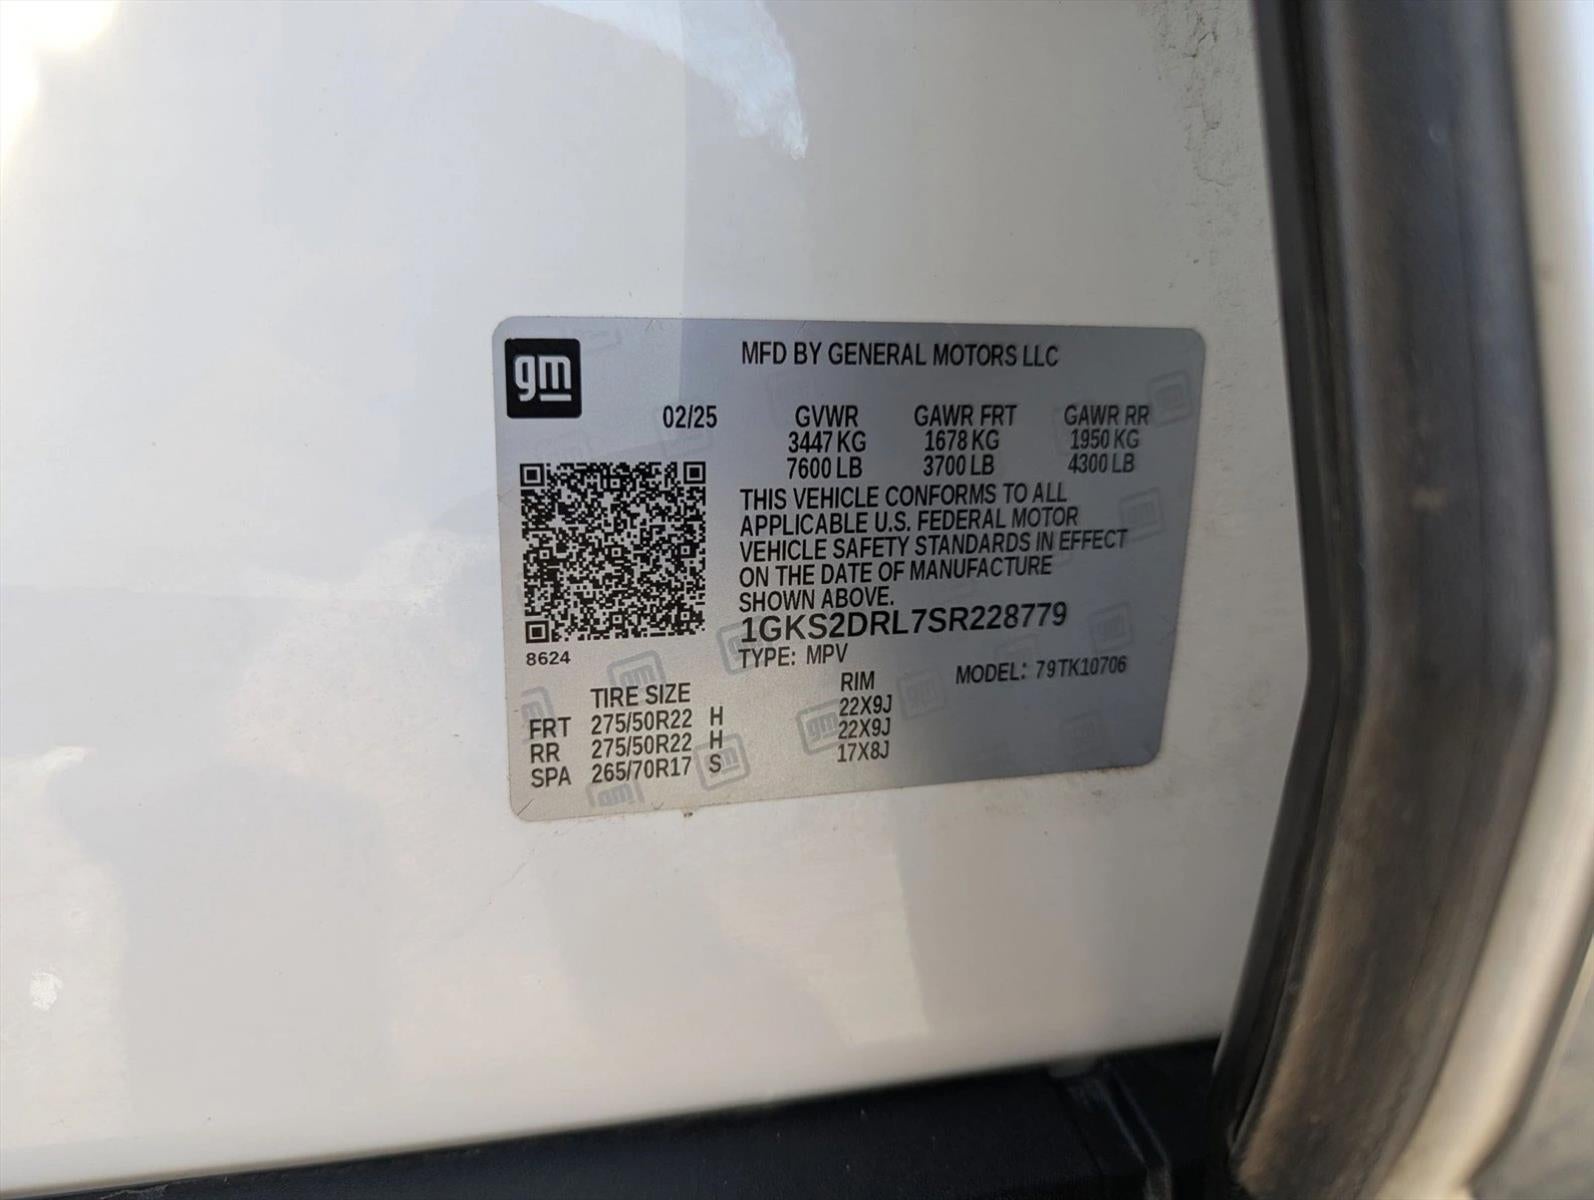 gm
MFD BY GENERAL MOTORS LLC
02/25 GVWR GAWR FRT GAWR RR
3447 KG 1678 KG 1950 KG
7600 LB 3700 LB 4300 LB
THIS VEHICLE CONFORMS TO ALL
APPLICABLE U.S. FEDERAL MOTOR
VEHICLE SAFETY STANDARDS IN EFFECT
ON THE DATE OF MANUFACTURE
SHOWN ABOVE.
1GKS2DRL7SR228779
8624
TYPE: MPV MODEL: 79TK10706
TIRE SIZE RIM
FRT 275/50R22 H 22X9J
RR 275/50R22 H 22X9J
SPA 265/70R17 S 17X8J